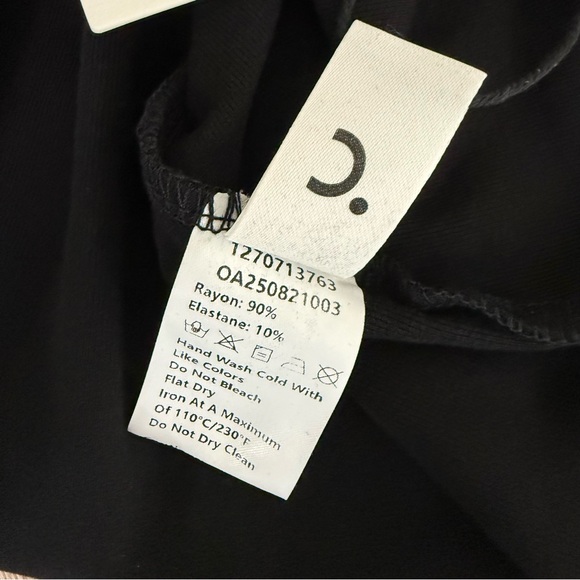 1270713763
OA250821003
Rayon: 90%
Elastane: 10%
Hand Wash Cold With
Like Colors
Do Not Bleach
Flat Dry
Iron At A Maximum
Of 110°C/230°F
Do Not Dry Clean